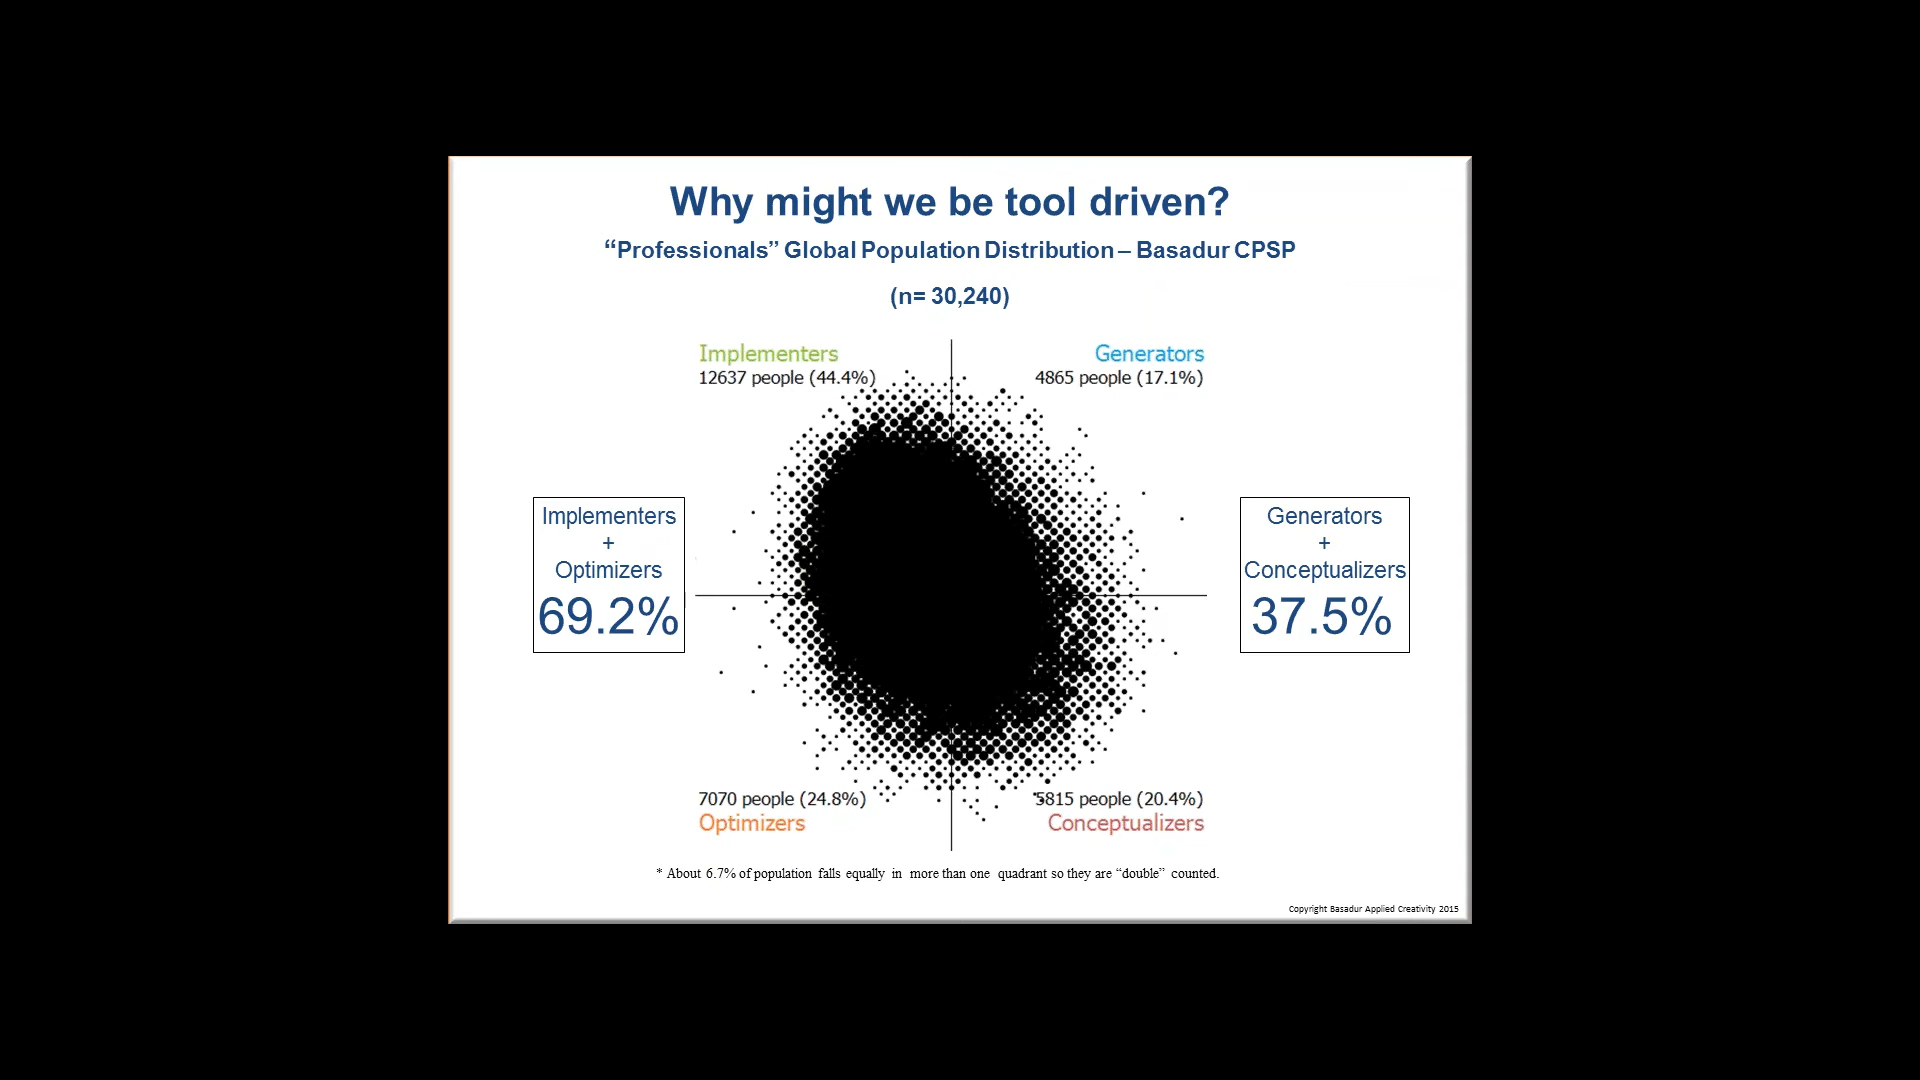 Why might we be tool driven?
“Professionals” Global Population Distribution – Basadur CPSP
(n= 30,240)
Implementers
12637 people (44.4%)
Generators
4865 people (17.1%)
Implementers
+
Optimizers
69.2%
Generators
+
Conceptualizers
37.5%
7070 people (24.8%)
Optimizers
5815 people (20.4%)
Conceptualizers
* About 6.7% of population falls equally in more than one quadrant so they are “double” counted.
Copyright Basadur Applied Creativity 2015